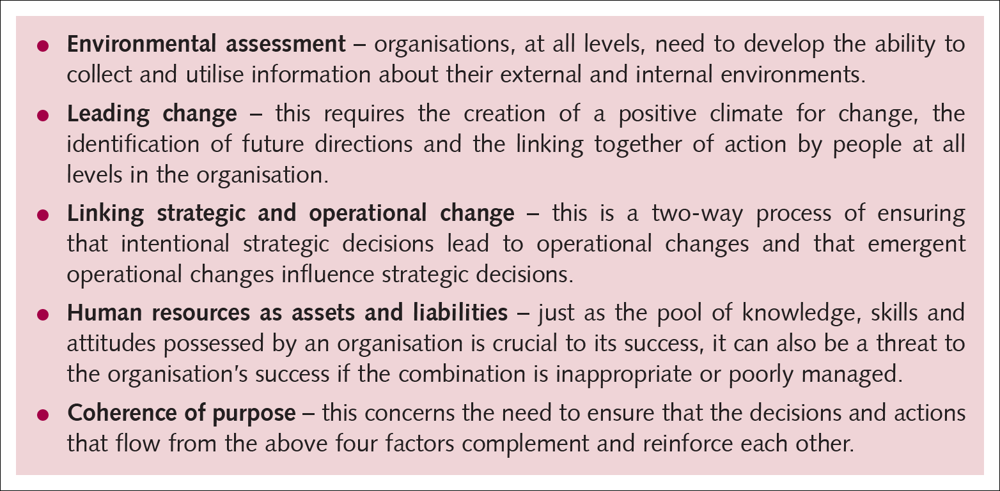 • Environmental assessment – organisations, at all levels, need to develop the ability to
collect and utilise information about their external and internal environments.
• Leading change – this requires the creation of a positive climate for change, the
identification of future directions and the linking together of action by people at all
levels in the organisation.
• Linking strategic and operational change – this is a two-way process of ensuring
that intentional strategic decisions lead to operational changes and that emergent
operational changes influence strategic decisions.
• Human resources as assets and liabilities – just as the pool of knowledge, skills and
attitudes possessed by an organisation is crucial to its success, it can also be a threat to
the organisation’s success if the combination is inappropriate or poorly managed.
• Coherence of purpose – this concerns the need to ensure that the decisions and actions
that flow from the above four factors complement and reinforce each other.